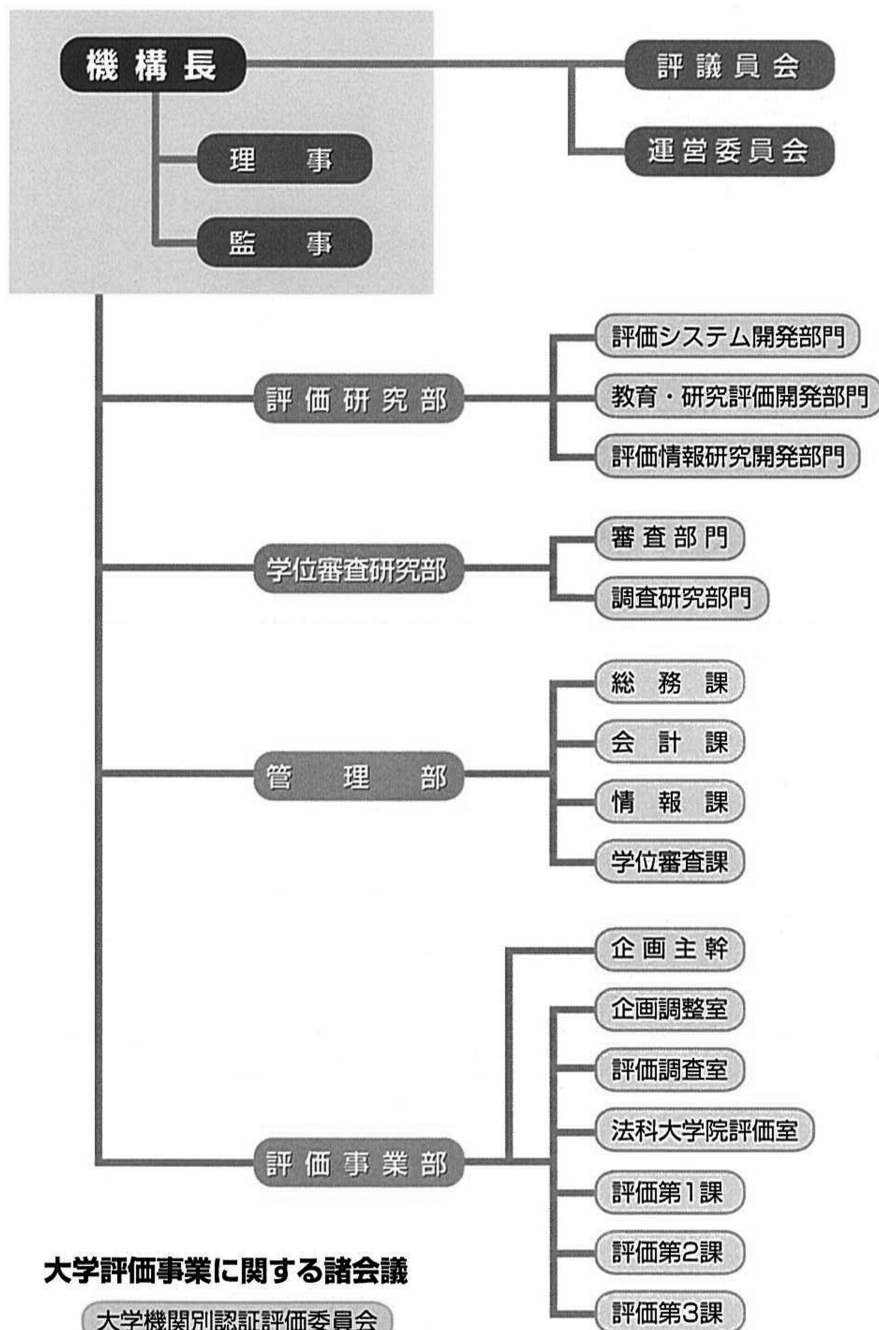 機構長
評議員会
運営委員会
理事
監事
評価研究部
評価システム開発部門
教育・研究評価開発部門
評価情報研究開発部門
学位審査研究部
審査部門
調査研究部門
管理部
総務課
会計課
情報課
学位審査課
評価事業部
企画主幹
企画調整室
評価調査室
法科大学院評価室
評価第1課
評価第2課
評価第3課
大学評価事業に関する諸会議
大学機関別認証評価委員会